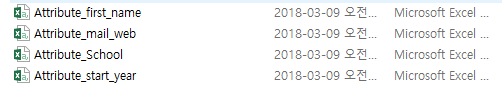 Attribute_first_name 2018-03-09 오전... Microsoft Excel ...
Attribute_mail_web 2018-03-09 오전... Microsoft Excel ...
Attribute_School 2018-03-09 오전... Microsoft Excel ...
Attribute_start_year 2018-03-09 오전... Microsoft Excel ...